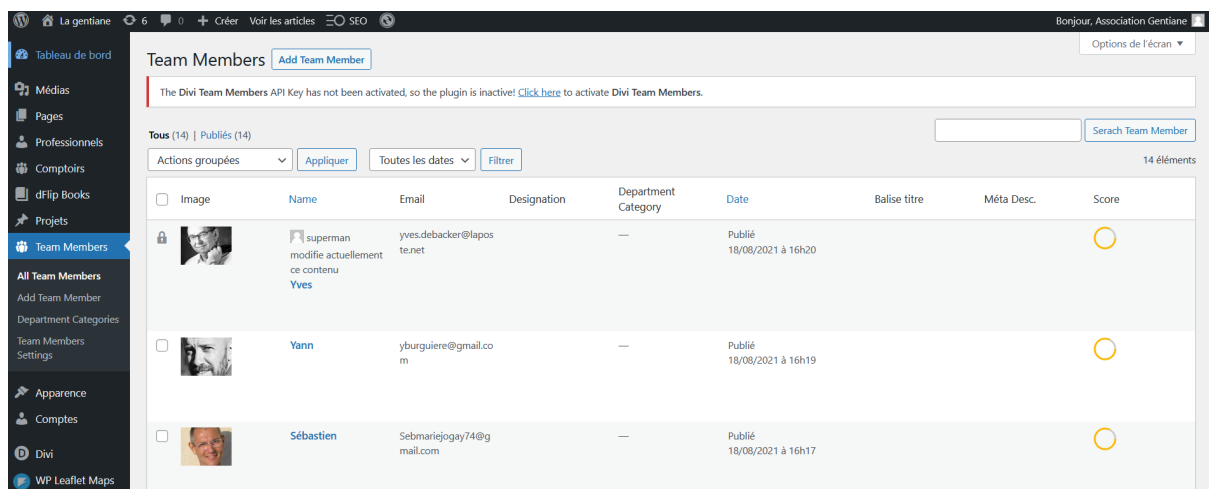 La gentiane 6 0 + Créer Voir les articles SEO Bonjour, Association Gentiane
Options de l'écran ▼
Tableau de bord
Médias
Pages
Professionnels
Comptoirs
dFlip Books
Projets
Team Members
All Team Members
Add Team Member
Department Categories
Team Members
Settings
Apparence
Comptes
Divi
WP Leaflet Maps
Team Members Add Team Member
The Divi Team Members API Key has not been activated, so the plugin is inactive! Click here to activate Divi Team Members.
Tous (14) | Publiés (14)
Serach Team Member
Actions groupées Appliquer Toutes les dates Filtrer 14 éléments
Image Name Email Designation Department Category Date Balise titre Méta Desc. Score
superman
modifie actuellement
ce contenu
Yves
yves.debacker@lapos
te.net
—
Publié
18/08/2021 à 16h20
Yann
yburguiere@gmail.co
m
—
Publié
18/08/2021 à 16h19
Sébastien
Sebmariejogay74@g
mail.com
—
Publié
18/08/2021 à 16h17